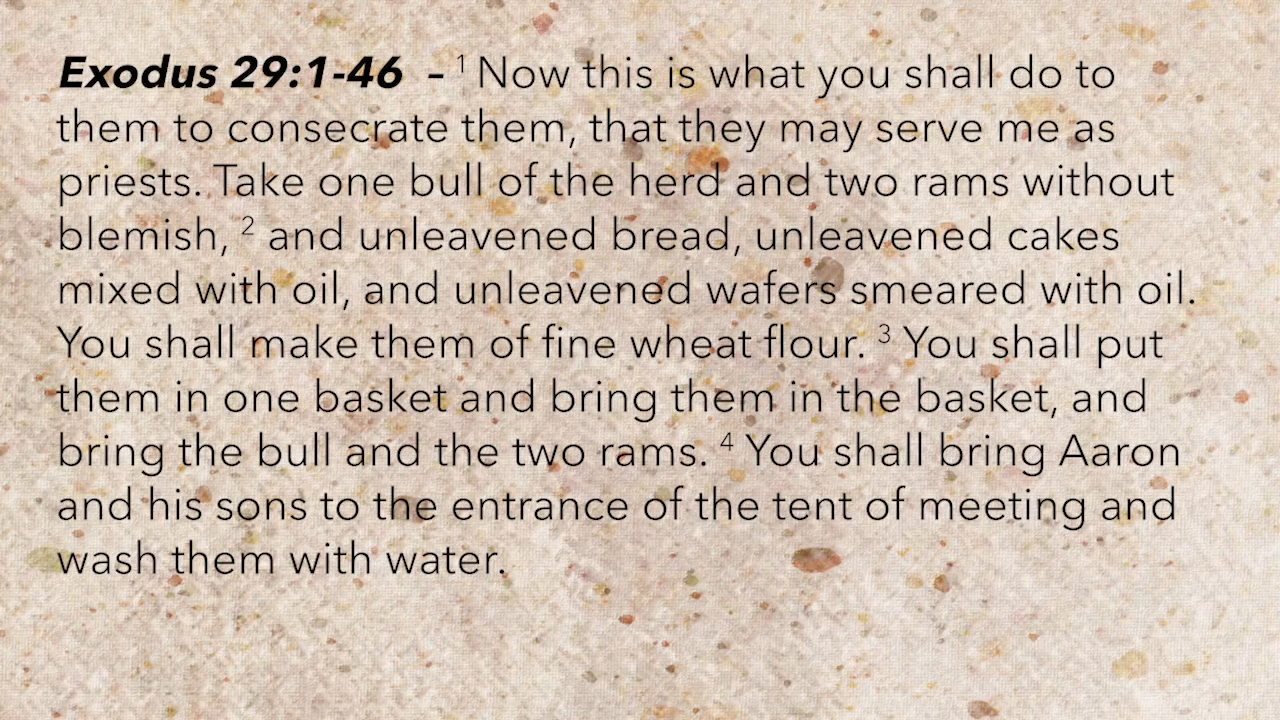 Exodus 29:1-46 – 1 Now this is what you shall do to
them to consecrate them, that they may serve me as
priests. Take one bull of the herd and two rams without
blemish, 2 and unleavened bread, unleavened cakes
mixed with oil, and unleavened wafers smeared with oil.
You shall make them of fine wheat flour. 3 You shall put
them in one basket and bring them in the basket, and
bring the bull and the two rams. 4 You shall bring Aaron
and his sons to the entrance of the tent of meeting and
wash them with water.